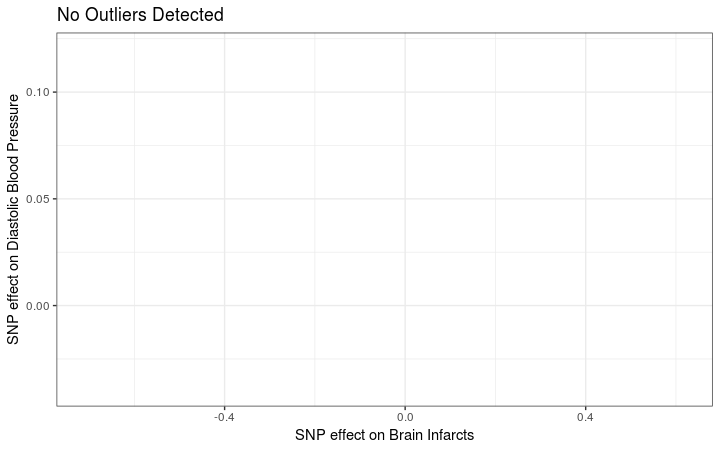 No Outliers Detected
SNP effect on Diastolic Blood Pressure
0.10
0.05
0.00
-0.4
0.0
0.4
SNP effect on Brain Infarcts